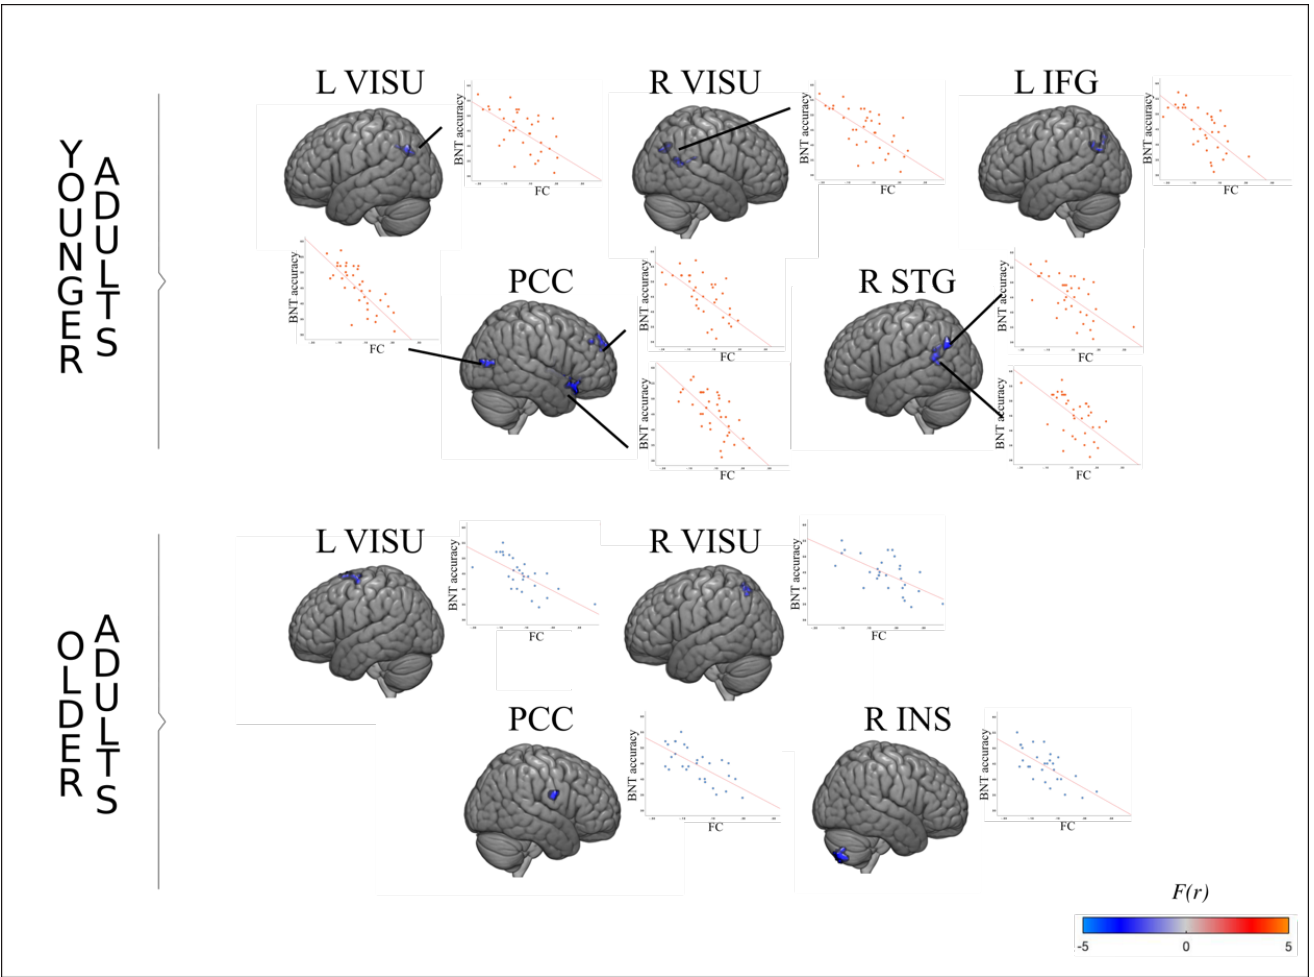 YOUNGER
ADULTS
L VISU
BNT accuracy
FC
R VISU
BNT accuracy
FC
L IFG
BNT accuracy
FC
BNT accuracy
FC
PCC
BNT accuracy
FC
BNT accuracy
FC
R STG
BNT accuracy
FC
BNT accuracy
FC
OLDER
ADULTS
L VISU
BNT accuracy
FC
R VISU
BNT accuracy
FC
PCC
BNT accuracy
FC
R INS
BNT accuracy
FC
F(r)
-5 0 5